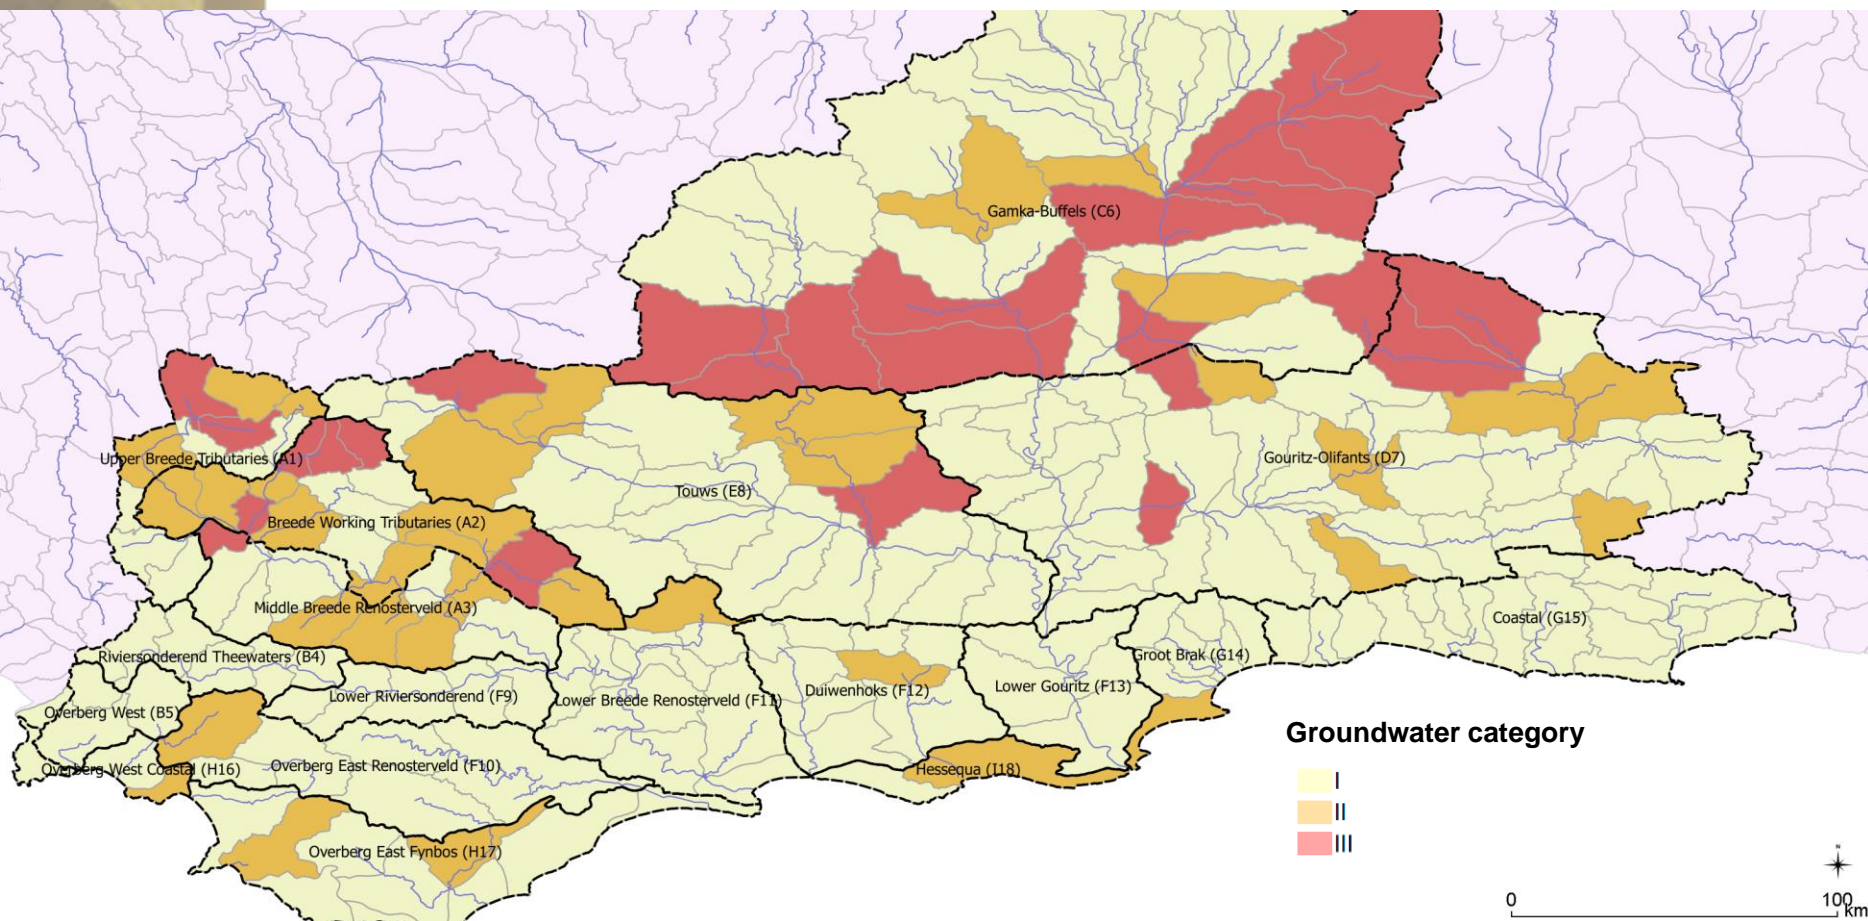 Gamka-Buffels (C6)
Upper Breede Tributaries (A1)
Gouritz-Olifants (D7)
Touws (E8)
Breede Working Tributaries (A2)
Middle Breede Renosterveld (A3)
Coastal (G15)
Riviersonderend Theewaters (B4)
Groot Brak (G14)
Lower Riviersonderend (F9)
Lower Breede Renosterveld (F11)
Duiwenhoks (F12)
Lower Gouritz (F13)
Overberg West (B5)
Overberg West Coastal (H16)
Overberg East Renosterveld (F10)
Hessequa (I18)
Overberg East Fynbos (H17)
Groundwater category
I
II
III
N
0 100
km